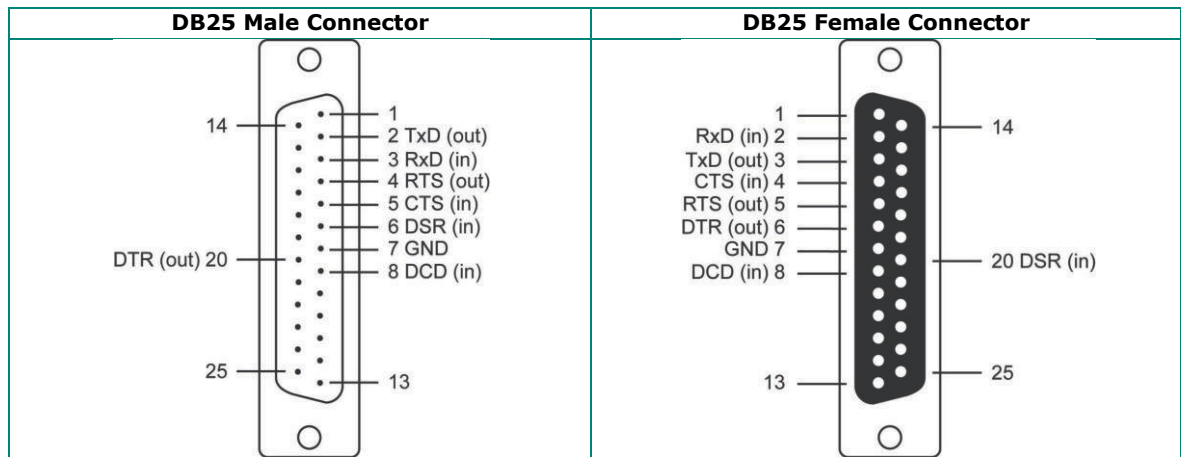 DB25 Male Connector
DB25 Female Connector
1
14
2 TxD (out)
3 RxD (in)
4 RTS (out)
5 CTS (in)
6 DSR (in)
7 GND
DTR (out) 20
8 DCD (in)
25
13
1
14
RxD (in) 2
TxD (out) 3
CTS (in) 4
RTS (out) 5
DTR (out) 6
GND 7
20 DSR (in)
DCD (in) 8
25
13